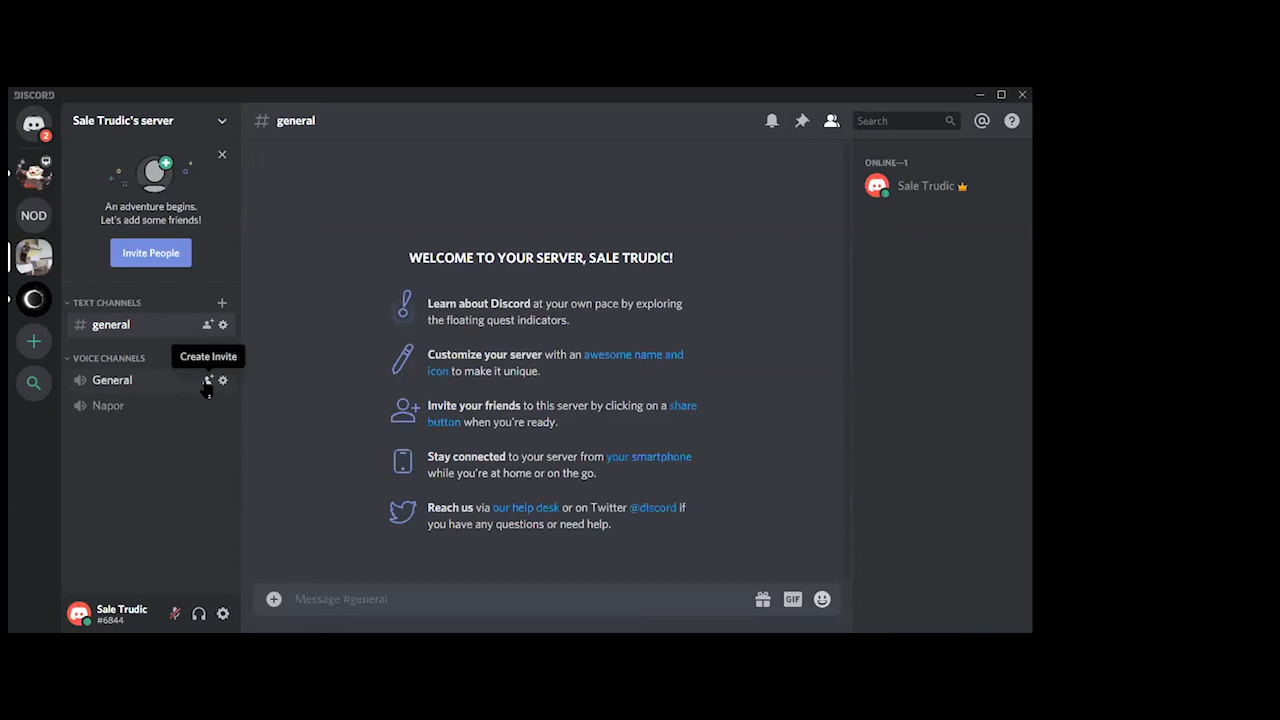 DISCORD
2
Sale Trudic's server
general
Search
An adventure begins.
Let's add some friends!
Invite People
NOD
TEXT CHANNELS
general
Create Invite
VOICE CHANNELS
General
Napor
WELCOME TO YOUR SERVER, SALE TRUDIC!
Learn about Discord at your own pace by exploring
the floating quest indicators.
Customize your server with an awesome name and
icon to make it unique.
Invite your friends to this server by clicking on a share
button when you're ready.
Stay connected to your server from your smartphone
while you're at home or on the go.
Reach us via our help desk or on Twitter @discord if
you have any questions or need help.
ONLINE—1
Sale Trudic
Sale Trudic
#6844
Message #general
GIF